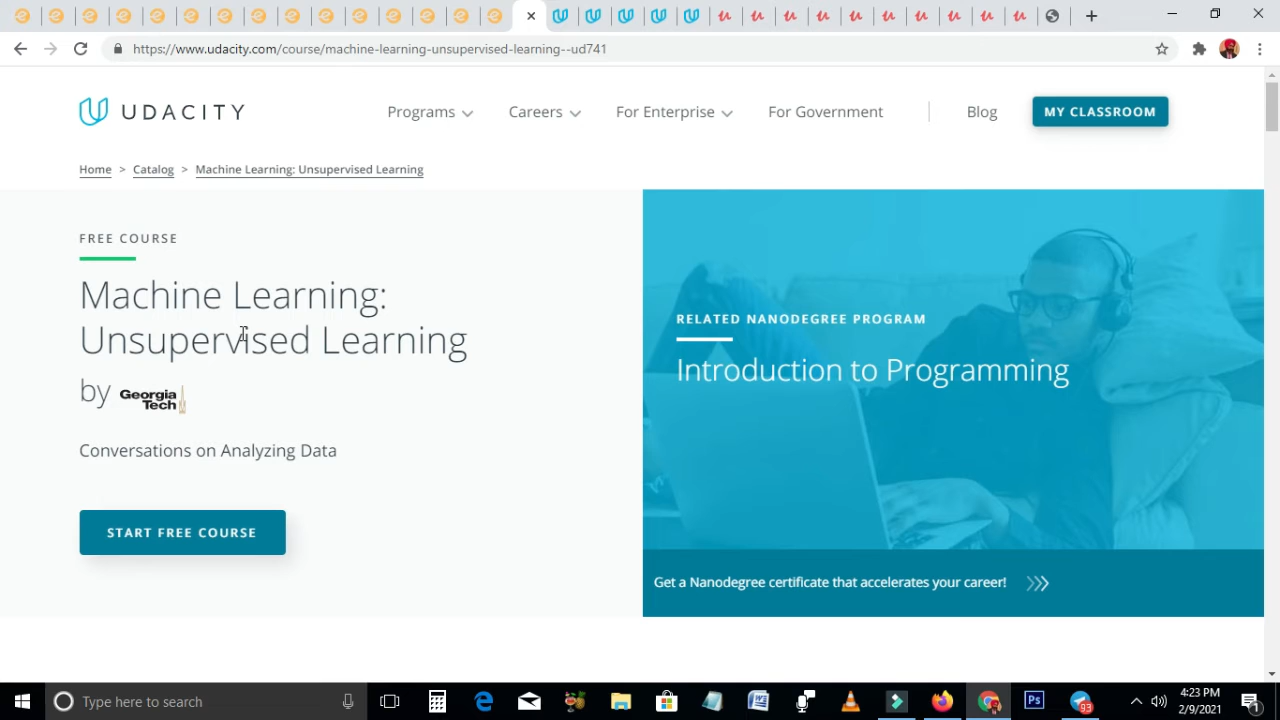 https://www.udacity.com/course/machine-learning-unsupervised-learning--ud741
UDACITY
Programs
Careers
For Enterprise
For Government
Blog
MY CLASSROOM
Home > Catalog > Machine Learning: Unsupervised Learning
FREE COURSE
Machine Learning:
Unsupervised Learning
by Georgia
Tech
Conversations on Analyzing Data
START FREE COURSE
RELATED NANODEGREE PROGRAM
Introduction to Programming
Get a Nanodegree certificate that accelerates your career!
Type here to search
93
4:23 PM
2/9/2021
1